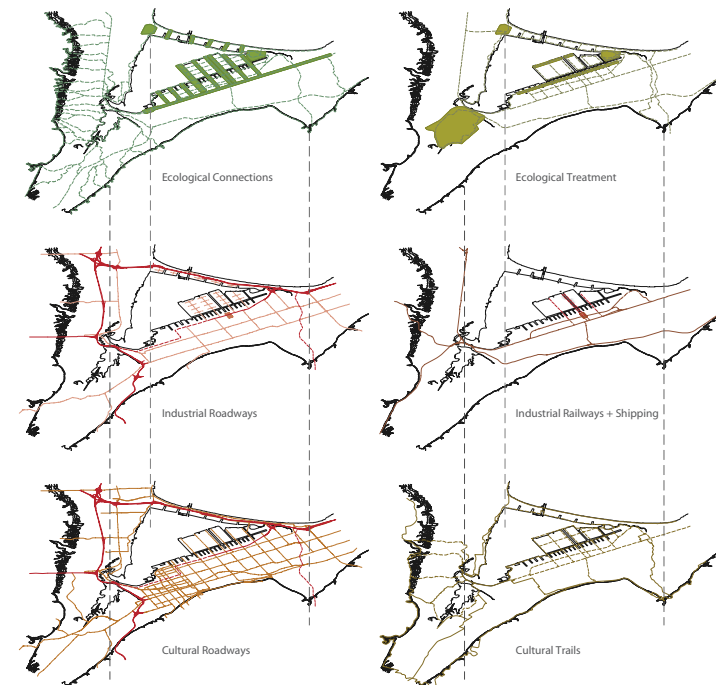 Ecological Connections
Ecological Treatment
Industrial Roadways
Industrial Railways + Shipping
Cultural Roadways
Cultural Trails